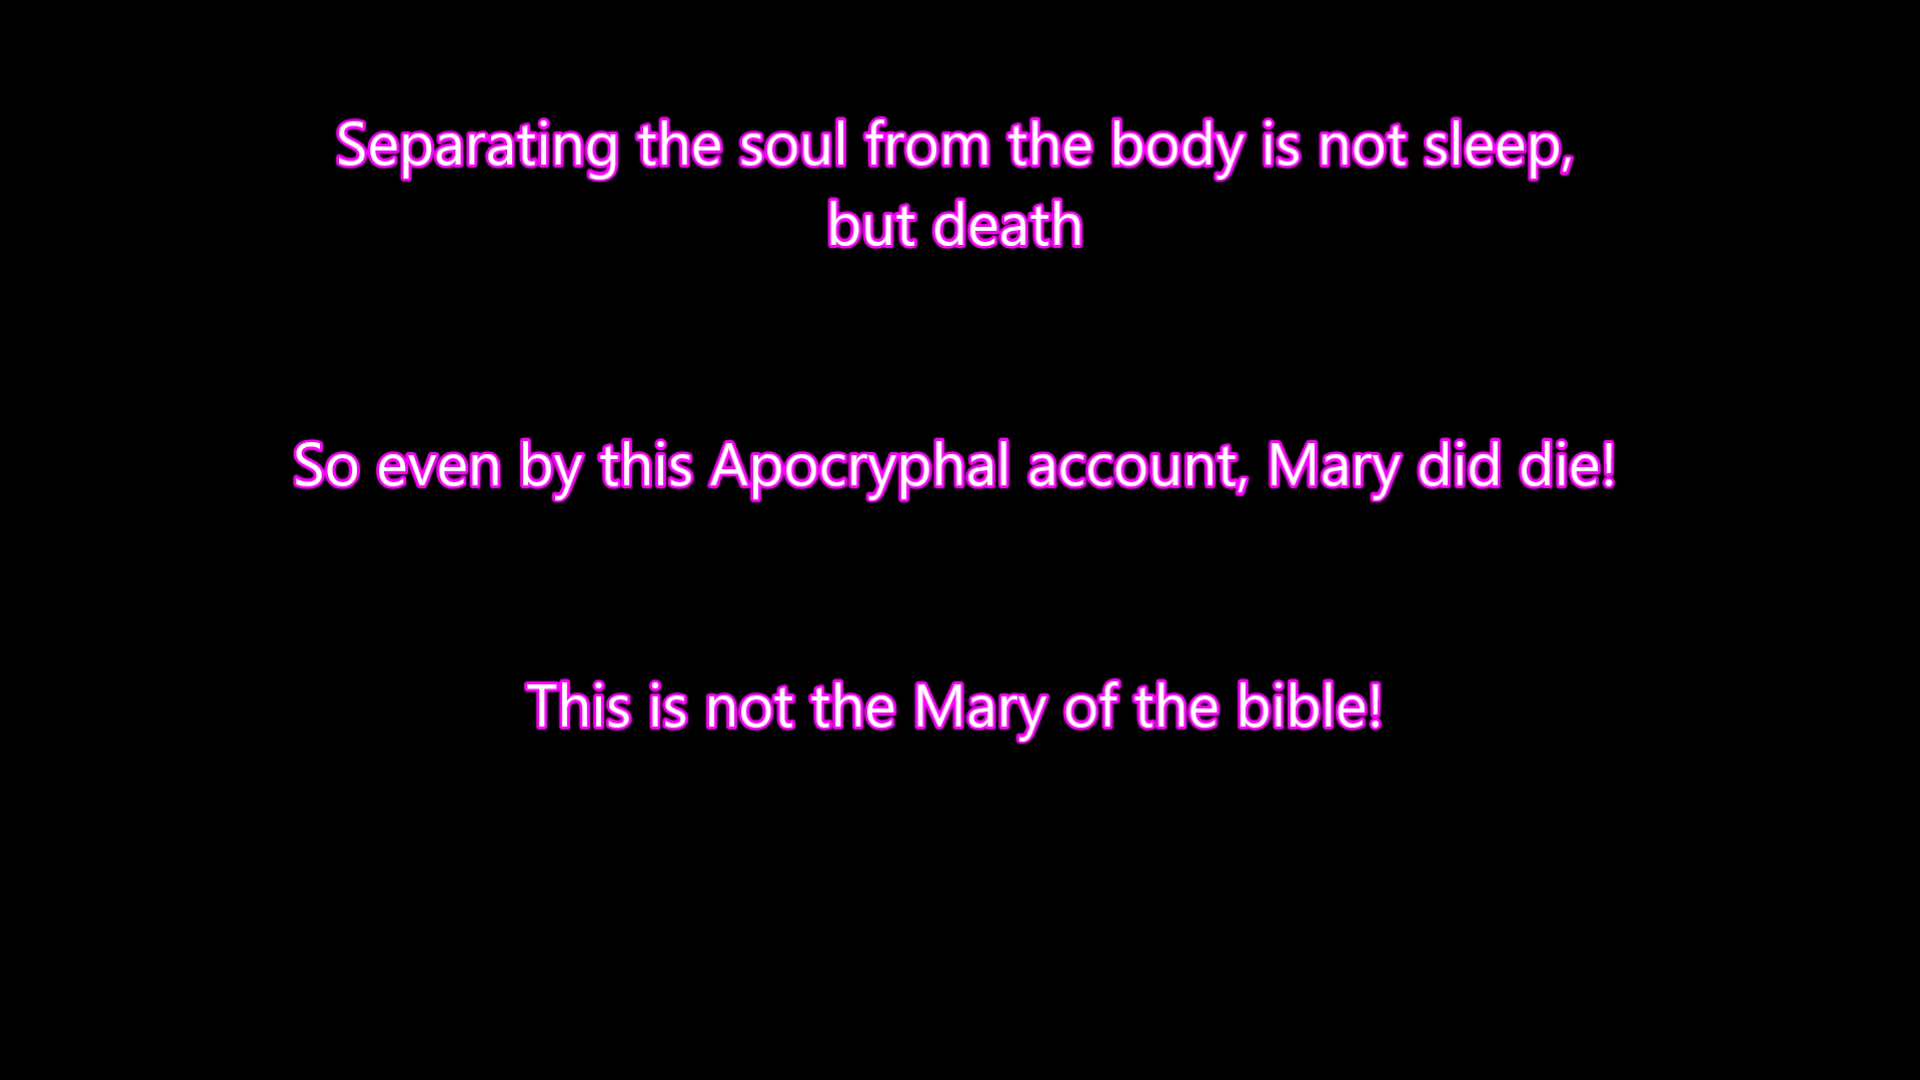 Separating the soul from the body is not sleep,
but death
So even by this Apocryphal account, Mary did die!
This is not the Mary of the bible!